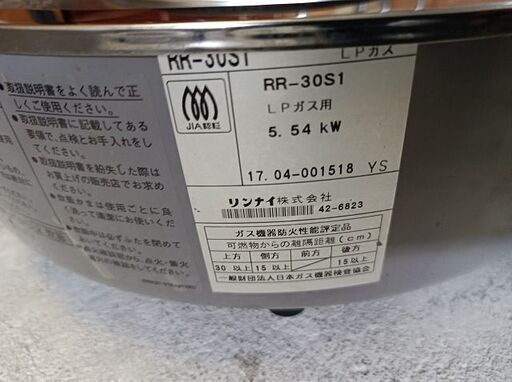 RR-30S1 LPガス
JIA認証
RR-30S1
LPガス用
5.54 kW
17.04-001518 YS
リンナイ株式会社
42-6823
ガス機器防火性能評定品
可燃物からの離隔距離(cm)
上方 側方 前方 後方
30以上 15以上 15以上
一般財団法人日本ガス機器検査協会
●取扱説明書をよく読んで正
しくご使用ください。
●取扱説明書に記載してある
要領で、点検とお手入れをし
てください。
●取扱説明書を紛失した際は
お買上げの販売店でお求め
ください。